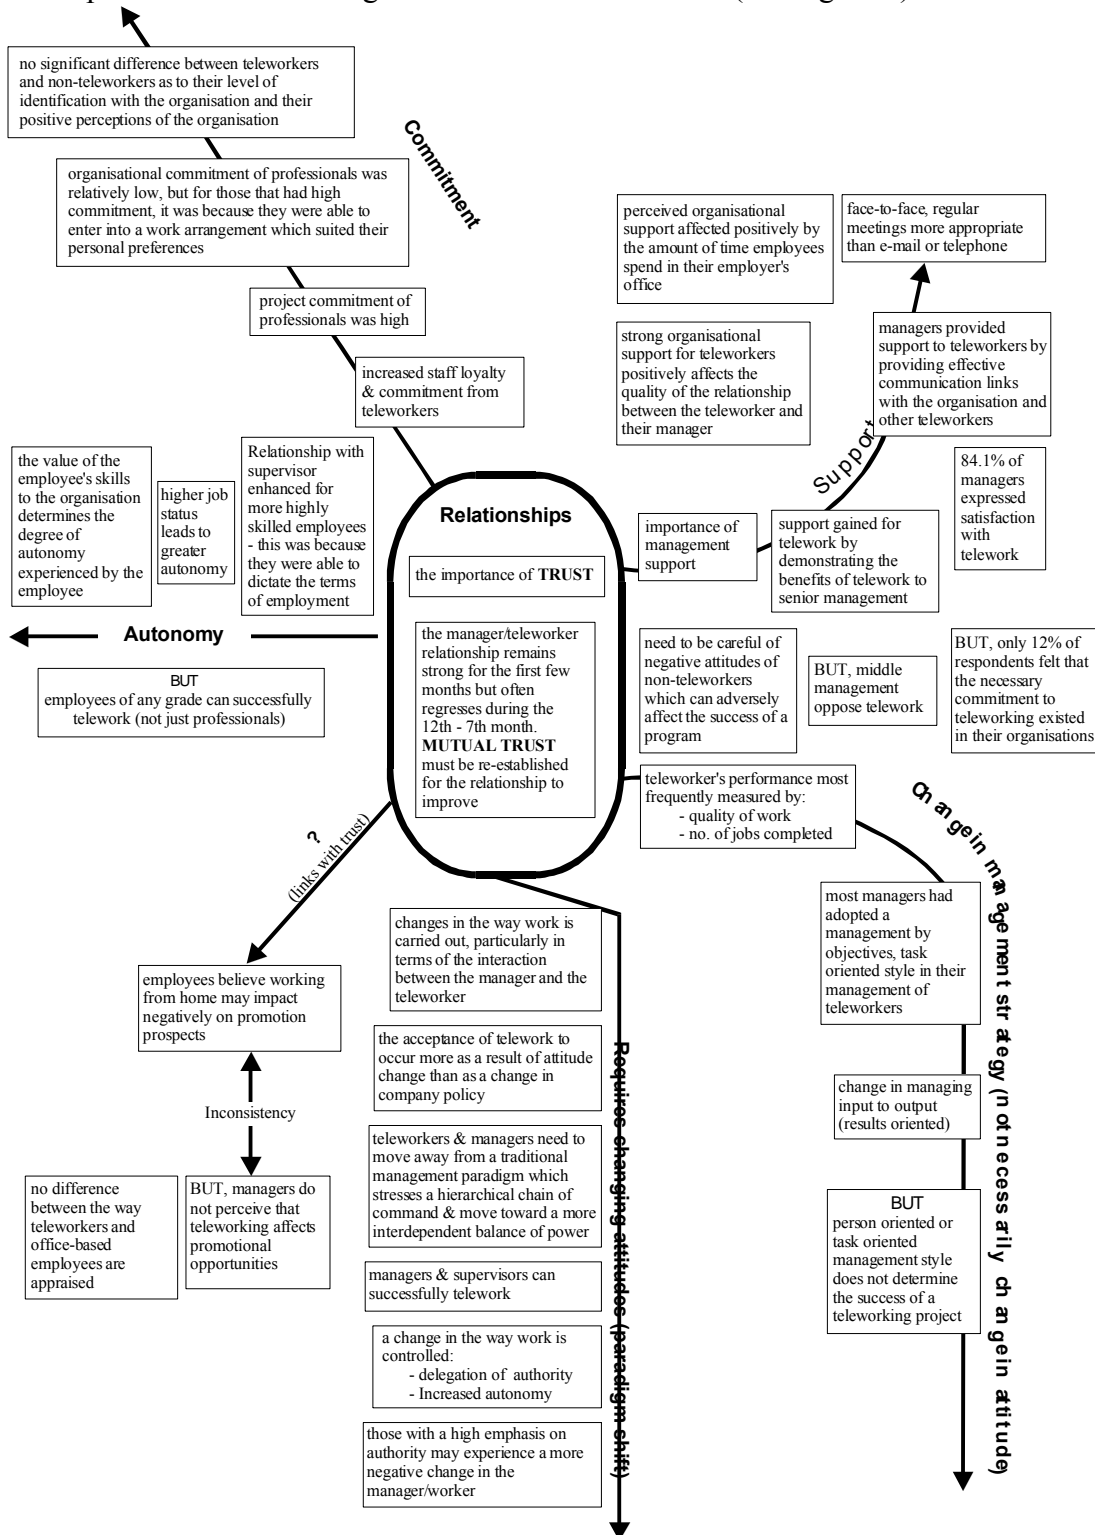 no significant difference between teleworkers
and non-teleworkers as to their level of
identification with the organisation and their
positive perceptions of the organisation
Commitment
organisational commitment of professionals was
relatively low, but for those that had high
commitment, it was because they were able to
enter into a work arrangement which suited their
personal preferences
project commitment of
professionals was high
increased staff loyalty
& commitment from
teleworkers
perceived organisational
support affected positively by
the amount of time employees
spend in their employer's
office
face-to-face, regular
meetings more appropriate
than e-mail or telephone
strong organisational
support for teleworkers
positively affects the
quality of the relationship
between the teleworker and
their manager
managers provided
support to teleworkers by
providing effective
communication links
with the organisation and
other teleworkers
Support
84.1% of
managers
expressed
satisfaction
with
telework
importance of
management
support
support gained for
telework by
demonstrating the
benefits of telework to
senior management
the value of the
employee's skills
to the organisation
determines the
degree of
autonomy
experienced by the
employee
higher job
status
leads to
greater
autonomy
Relationship with
supervisor
enhanced for
more highly
skilled employees
- this was because
they were able to
dictate the terms
of employment
Autonomy
BUT
employees of any grade can successfully
telework (not just professionals)
Relationships
the importance of TRUST
the manager/teleworker
relationship remains
strong for the first few
months but often
regresses during the
12th - 7th month.
MUTUAL TRUST
must be re-established
for the relationship to
improve
need to be careful of
negative attitudes of
non-teleworkers
which can adversely
affect the success of a
program
BUT, middle
management
oppose telework
BUT, only 12% of
respondents felt that
the necessary
commitment to
teleworking existed
in their organisations
teleworker's performance most
frequently measured by:
- quality of work
- no. of jobs completed
Change in management strategy (not necessarily change in attitude)
most managers had
adopted a
management by
objectives, task
oriented style in their
management of
teleworkers
change in managing
input to output
(results oriented)
BUT
person oriented or
task oriented
management style
does not determine
the success of a
teleworking project
?
(links with trust)
employees believe working
from home may impact
negatively on promotion
prospects
Inconsistency
no difference
between the way
teleworkers and
office-based
employees are
appraised
BUT, managers do
not perceive that
teleworking affects
promotional
opportunities
changes in the way work is
carried out, particularly in
terms of the interaction
between the manager and the
teleworker
the acceptance of telework to
occur more as a result of attitude
change than as a change in
company policy
teleworkers & managers need to
move away from a traditional
management paradigm which
stresses a hierarchical chain of
command & move toward a more
interdependent balance of power
managers & supervisors can
successfully telework
a change in the way work is
controlled:
- delegation of authority
- Increased autonomy
those with a high emphasis on
authority may experience a more
negative change in the
manager/worker
Requires changing attitudes (paradigm shift)